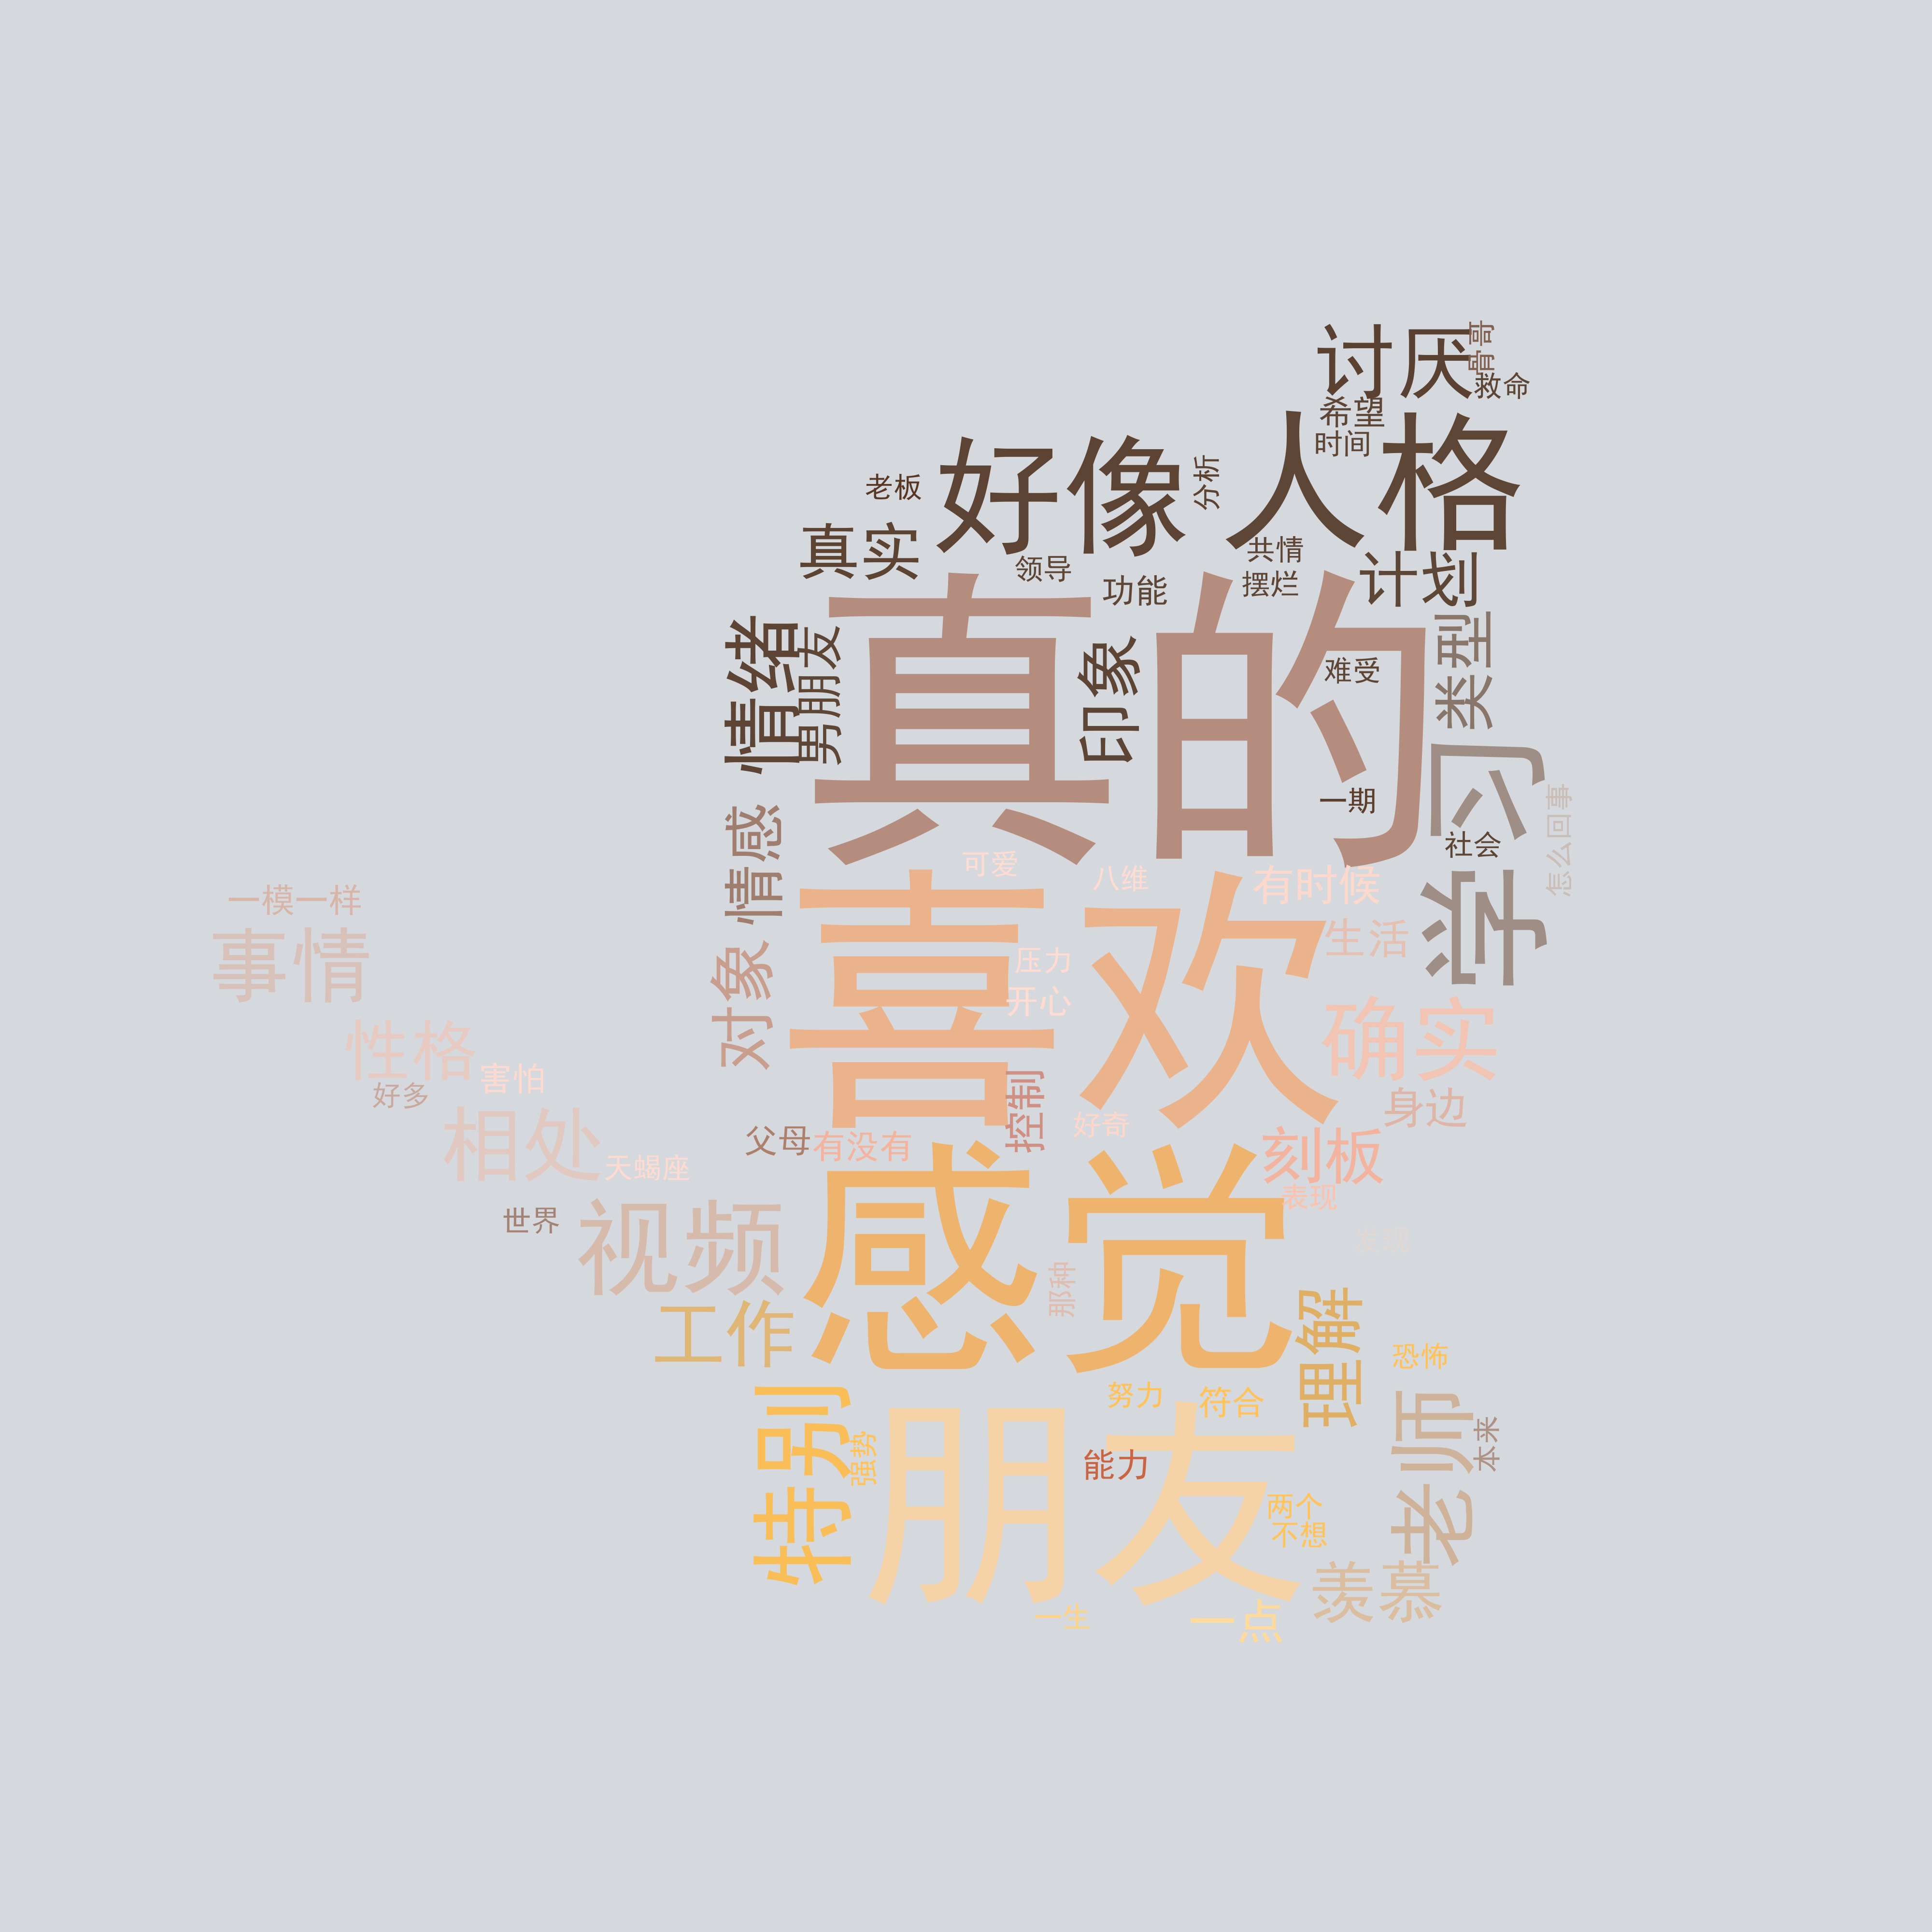 讨厌
霄哥
救命
希望
时间
人格
好像
分析
老板
真实
领导
功能
共情
摆烂
计划
真的
情绪
男朋友
印象
难受
类型
一期
学习
社会
怎么回事
情感
可爱
八维
有时候
喜欢
生活
压力
开心
一模一样
事情
对象
确实
性格
害怕
好多
控制
好奇
身边
相处
天蝎座
父母
有没有
刻板
表现
感觉
世界
视频
那种
工作
理解
恐怖
努力
符合
特别
强势
朋友
能力
老师
本来
两个
不想
羡慕
一生
一点